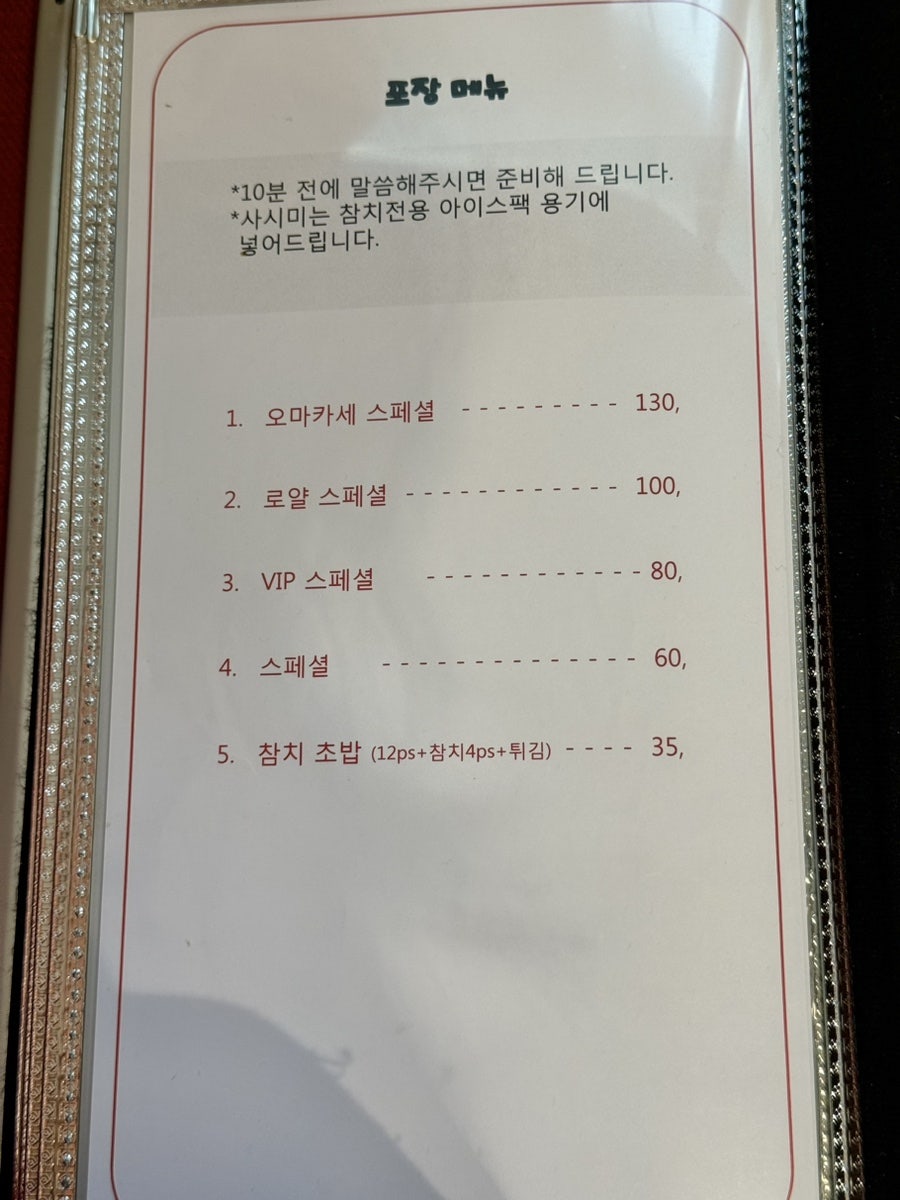 포장 메뉴
*10분 전에 말씀해주시면 준비해 드립니다.
*사시미는 참치전용 아이스팩 용기에
넣어드립니다.
1. 오마카세 스페셜 - - - - - - - - - 130,
2. 로얄 스페셜 - - - - - - - - - - - - 100,
3. VIP 스페셜 - - - - - - - - - - - - 80,
4. 스페셜 - - - - - - - - - - - - - - 60,
5. 참치 초밥 (12ps+참치4ps+튀김) - - - - 35,